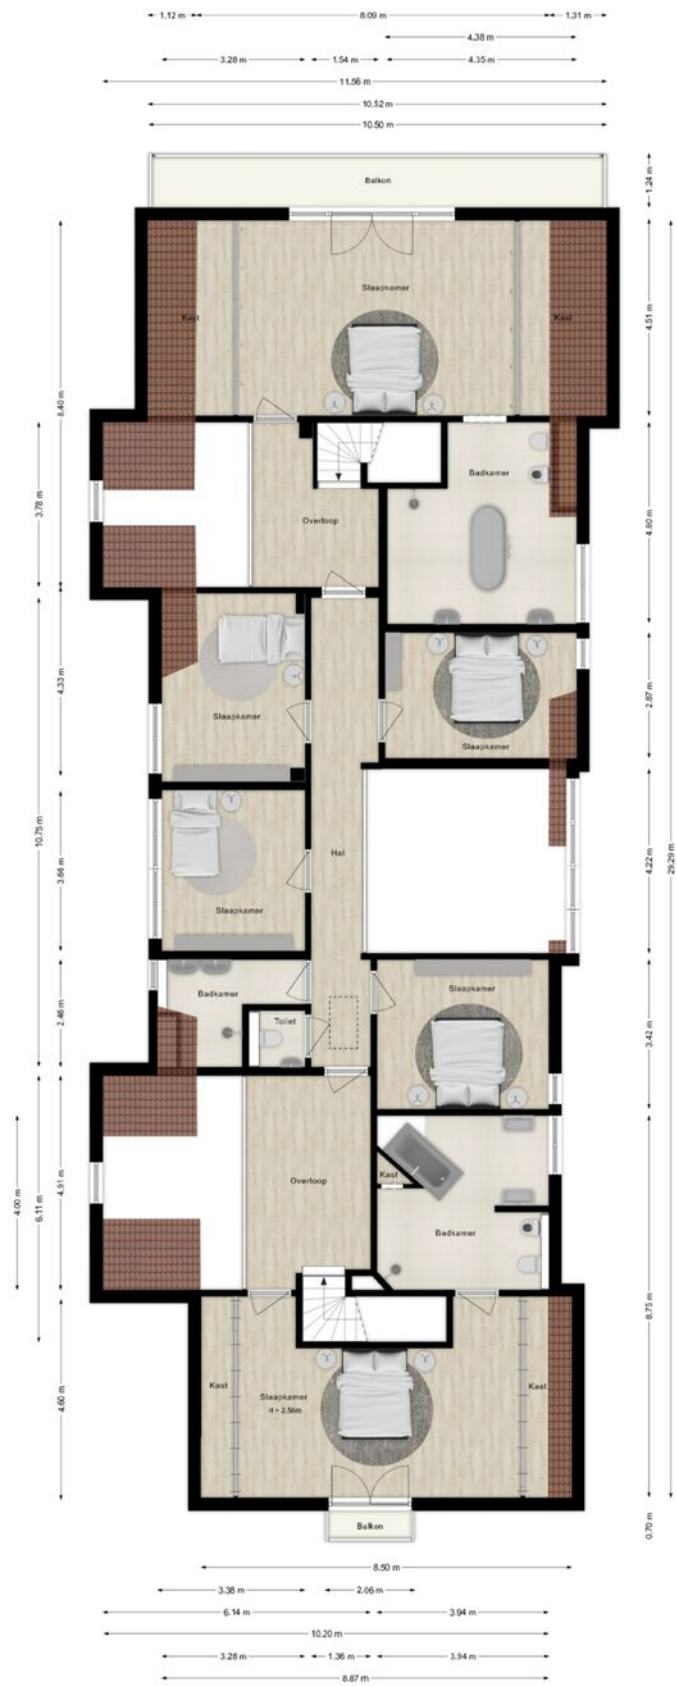 1.12 m 8.09 m 1.31 m
4.38 m
3.28 m 1.54 m 4.35 m
11.56 m
10.52 m
10.50 m
Balkon
1.24 m
Slaapkamer
Kast
Kast
4.51 m
8.40 m
Badkamer
3.78 m
Overloop
4.60 m
29.29 m
4.33 m
Slaapkamer
Slaapkamer
2.87 m
10.75 m
3.66 m
Hal
4.22 m
Slaapkamer
Badkamer
Slaapkamer
2.46 m
Toilet
3.42 m
Kast
Overloop
4.00 m
6.11 m
4.91 m
Badkamer
8.75 m
4.60 m
Kast
Slaapkamer
H = 2.56m
Kast
Balkon
0.70 m
8.50 m
3.38 m 2.06 m
6.14 m 3.94 m
10.20 m
3.28 m 1.36 m 3.94 m
8.87 m